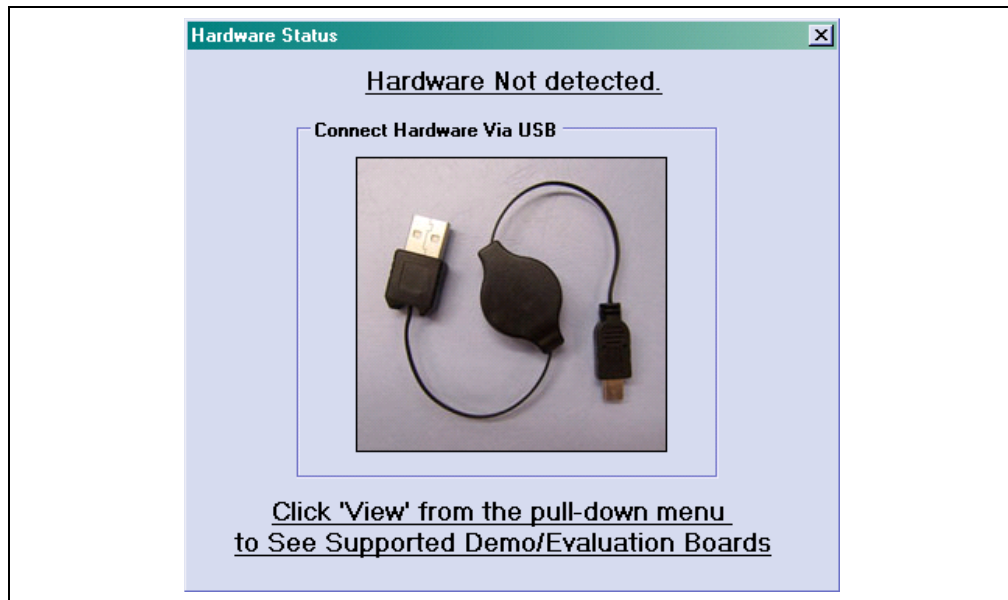 Hardware Status
Hardware Not detected.
Connect Hardware Via USB
Click 'View' from the pull-down menu
to See Supported Demo/Evaluation Boards